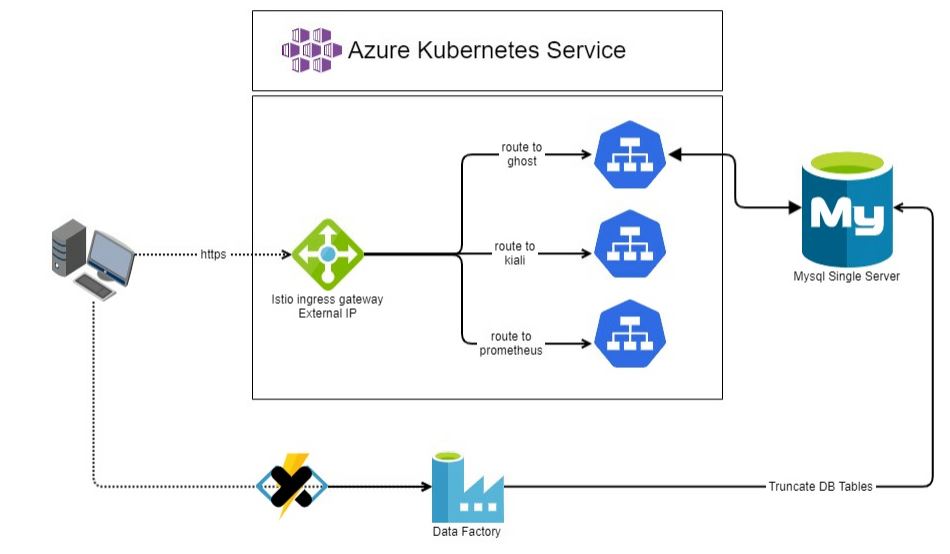 Azure Kubernetes Service
route to
ghost
https
route to
kiali
My
Mysql Single Server
Istio ingress gateway
External IP
route to
prometheus
Truncate DB Tables
Data Factory